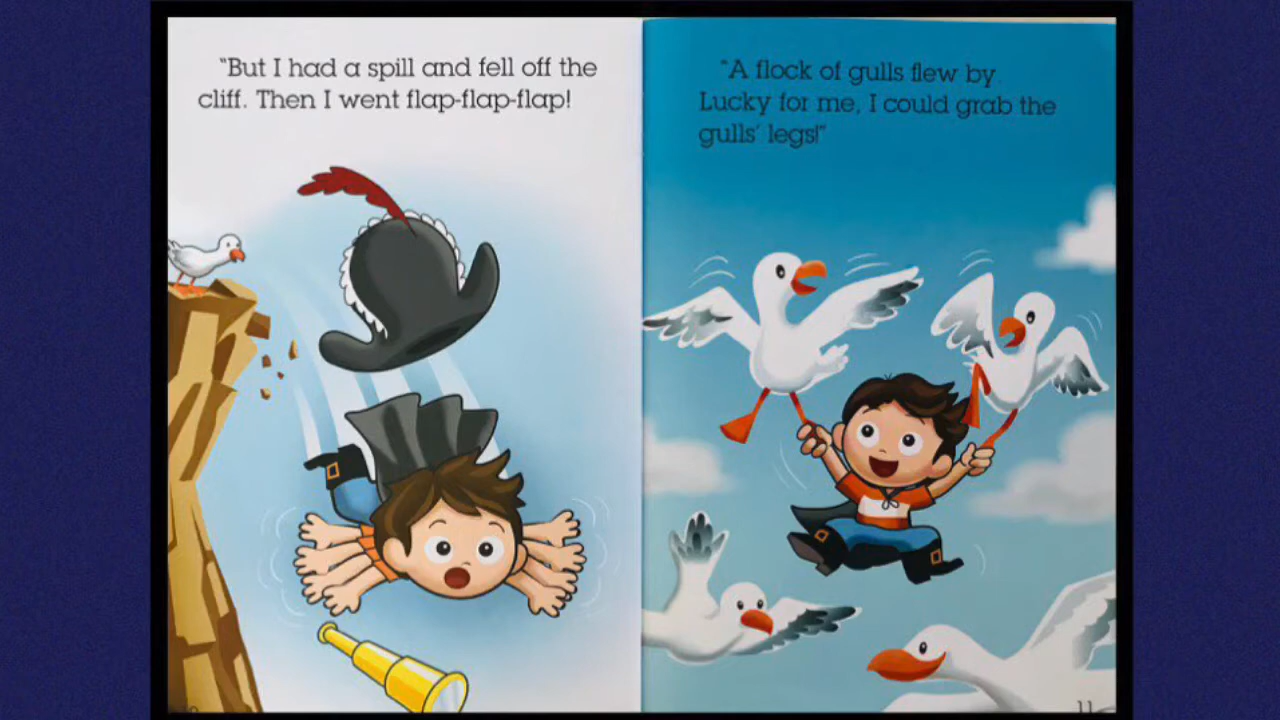 "But I had a spill and fell off the
cliff. Then I went flap-flap-flap!
"A flock of gulls flew by
Lucky for me, I could grab the
gulls' legs!"
11